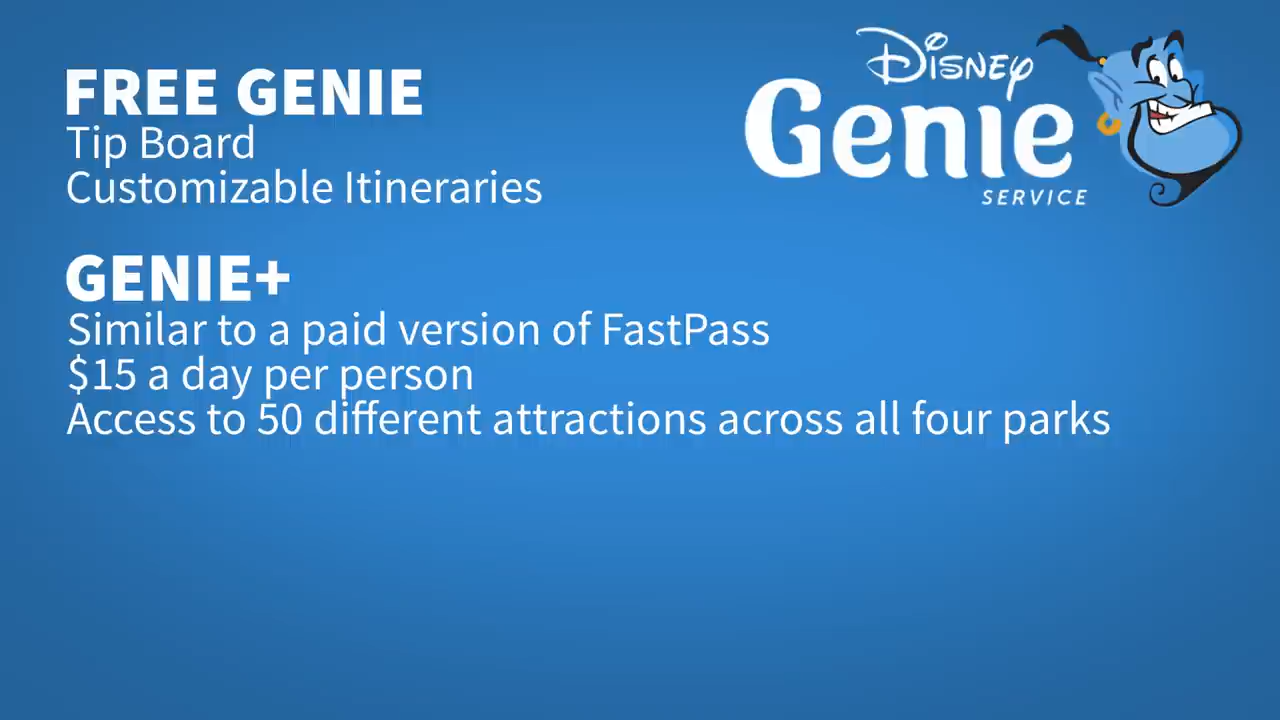 FREE GENIE
Tip Board
Customizable Itineraries
DISNEY
Genie
SERVICE
GENIE+
Similar to a paid version of FastPass
$15 a day per person
Access to 50 different attractions across all four parks